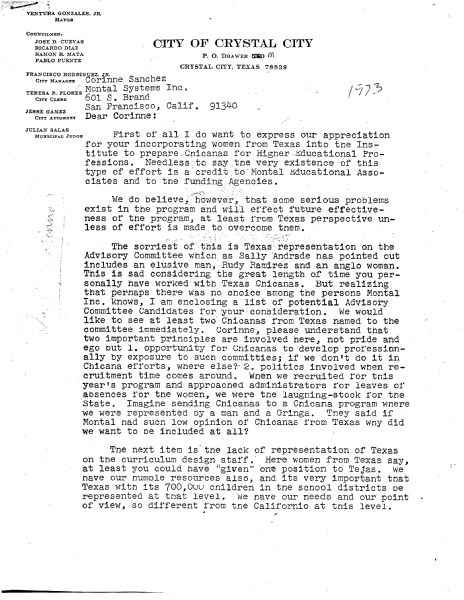 VENTURA GONZALES, JR.
MAYOR
COUNCILMEN:
JOSE D. CUEVAS
RICARDO DIAZ
RAMON R. MATA
PABLO PUENTE
FRANCISCO RODRIGUEZ, JR.
CITY MANAGER
TERESA P. FLORES
CITY CLERK
JESSE GAMEZ
CITY ATTORNEY
JULIAN SALAS
MUNICIPAL JUDGE
CITY OF CRYSTAL CITY
P. O. DRAWER M
CRYSTAL CITY, TEXAS 78839
1973
Corinne Sanchez
Montal Systems Inc.
601 S. Brand
San Francisco, Calif. 91340
Dear Corinne:
First of all I do want to express our appreciation
for your incorporating women from Texas into the Ins-
titute to prepare Chicanas for Higher Educational Pro-
fessions. Needless to say the very existence of this
type of effort is a credit to Montal Educational Asso-
ciates and to the funding Agencies.
We do believe, however, that some serious problems
exist in the program and will effect future effective-
ness of the program, at least from Texas perspective un-
less of effort is made to overcome them.
The sorriest of this is Texas representation on the
Advisory Committee which as Sally Andrade has pointed out
includes an elusive man, Rudy Ramirez and an anglo woman.
This is sad considering the great length of time you per-
sonally have worked with Texas Chicanas. But realizing
that perhaps there was no choice among the persons Montal
Inc. knows, I am enclosing a list of potential Advisory
Committee Candidates for your consideration. We would
like to see at least two Chicanas from Texas named to the
committee immediately. Corinne, please understand that
two important principles are involved here, not pride and
ego but 1. opportunity for Chicanas to develop profession-
ally by exposure to such committies; if we don't do it in
Chicana efforts, where else? 2. politics involved when re-
cruitment time comes around. When we recruited for this
year's program and approached administrators for leaves of
absences for the women, we were the laughing-stock for the
State. Imagine sending Chicanas to a Chicana program where
we were represented by a man and a Gringa. They said if
Montal had such low opinion of Chicanas from Texas why did
we want to be included at all?
The next item is the lack of representation of Texas
on the curriculum design staff. Here women from Texas say,
at least you could have "given" one position to Tejas. We
have our humble resources also, and its very important that
Texas with its 700,000 children in the school districts be
represented at that level. We have our needs and our point
of view, so different from the Californio at this level.